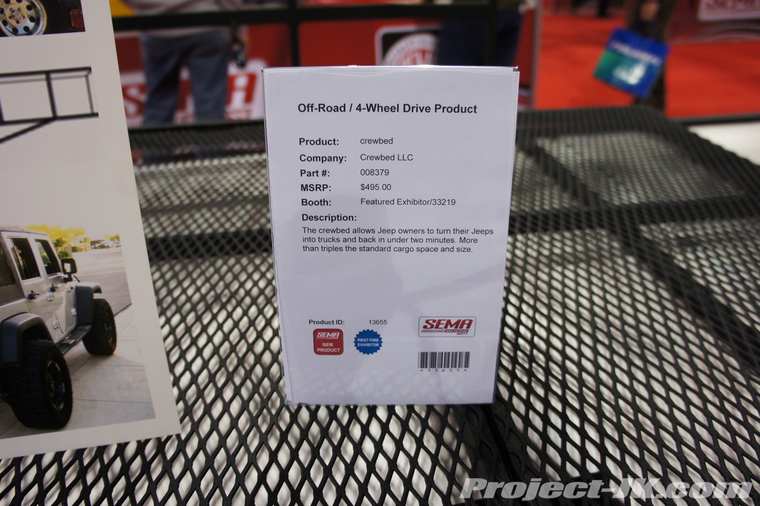 Off-Road / 4-Wheel Drive Product
Product: crewbed
Company: Crewbed LLC
Part #: 008379
MSRP: $495.00
Booth: Featured Exhibitor/33219
Description:
The crewbed allows Jeep owners to turn their Jeeps
into trucks and back in under two minutes. More
than triples the standard cargo space and size.
Product ID: 13655
SEMA
NEW
PRODUCT
FIRST TIME
EXHIBITOR
SEMA
Project-JK.com